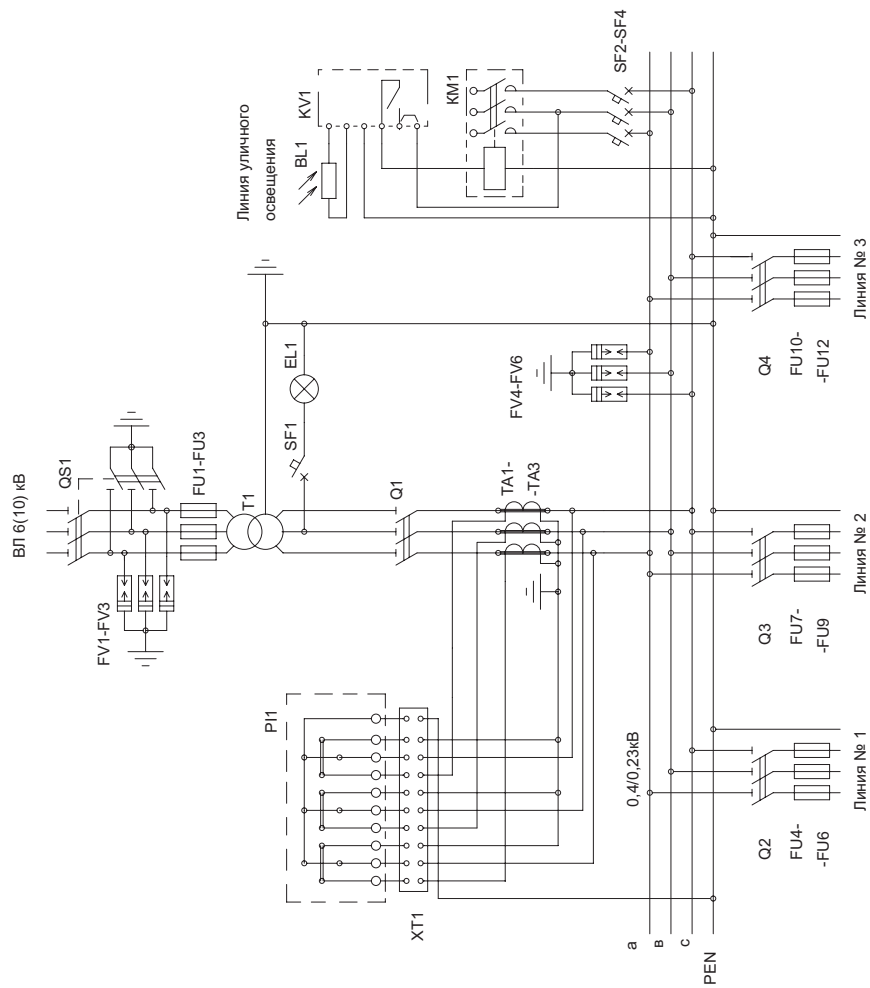 ВЛ 6(10) кВ
QS1
FV1-FV3
FU1-FU3
T1
SF1
EL1
Линия уличного
освещения
BL1
KV1
KM1
SF2-SF4
PI1
XT1
Q1
TA1-
-TA3
FV4-FV6
0,4/0,23кВ
а
в
с
PEN
Q2
FU4-
-FU6
Линия № 1
Q3
FU7-
-FU9
Линия № 2
Q4
FU10-
-FU12
Линия № 3